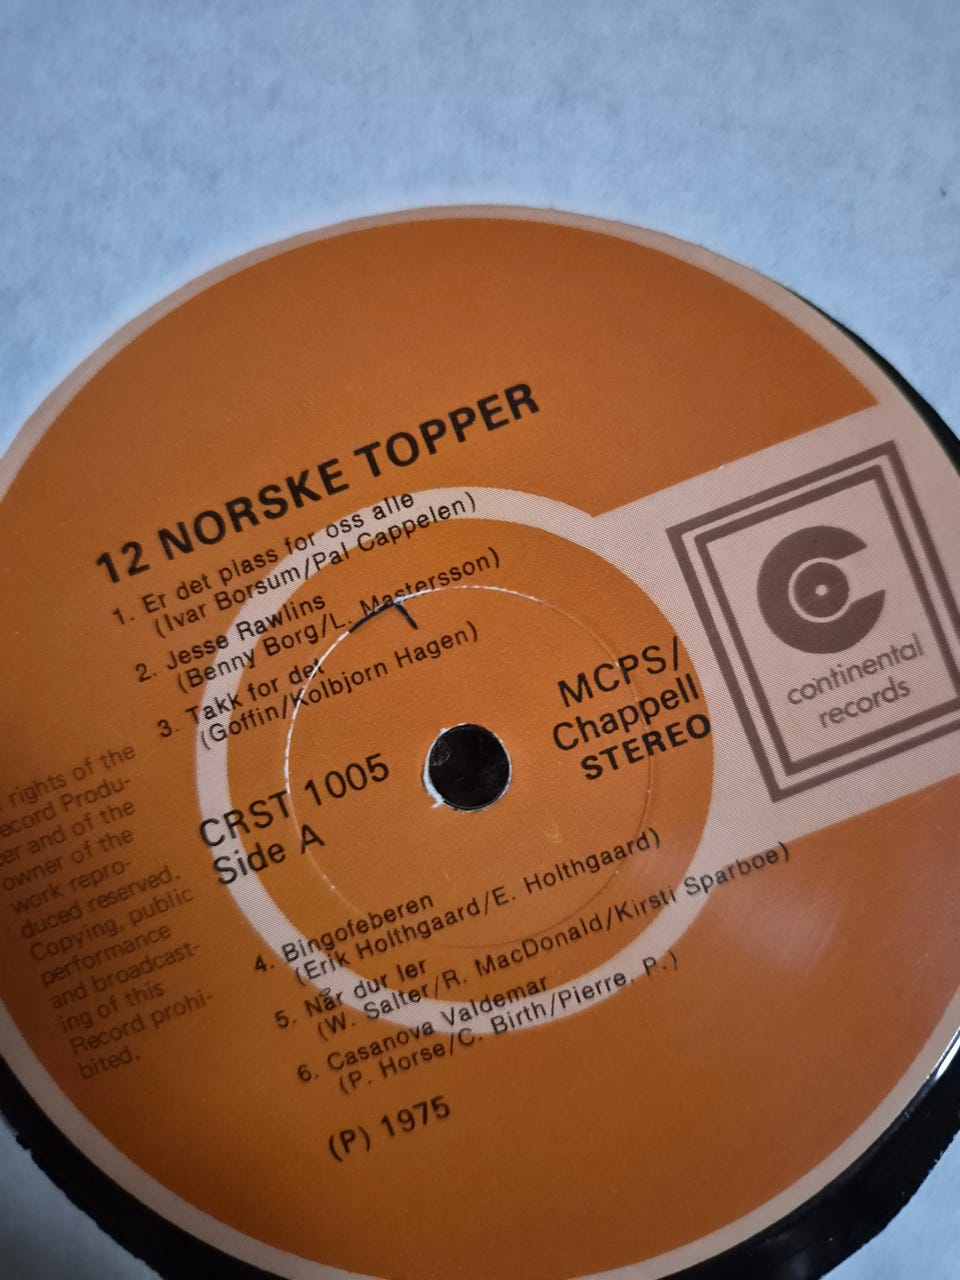 12 NORSKE TOPPER
1. Er det plass for oss alle
(Ivar Borsum/Pal Cappelen)
2. Jesse Rawlins
(Benny Borg/L. Mastersson)
3. Takk for det
(Goffin/Kolbjorn Hagen)
MCPS/
Chappell
STEREO
continental
records
CRST 1005
Side A
rights of the
ecord Produ-
cer and of the
owner of the
work repro-
duced reserved.
Copying, public
performance
and broadcast-
ing of this
Record prohi-
bited.
4. Bingofeberen
(Erik Holthgaard/E. Holthgaard)
5. Når dur ler
(W. Salter/R. MacDonald/Kirsti Sparboe)
6. Casanova Valdemar
(P. Horse/C. Birth/Pierre, P.)
(P) 1975